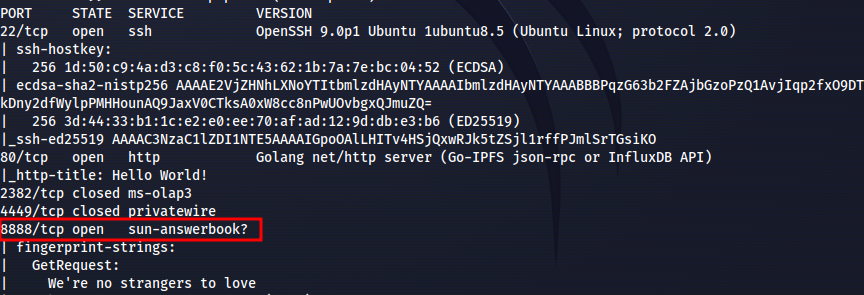 PORT STATE SERVICE VERSION
22/tcp open ssh OpenSSH 9.0p1 Ubuntu 1ubuntu8.5 (Ubuntu Linux; protocol 2.0)
| ssh-hostkey:
| 256 1d:50:c9:4a:d3:c8:f0:5c:43:62:1b:7a:7e:bc:04:52 (ECDSA)
| ecdsa-sha2-nistp256 AAAAE2VjZHNhLXNoYTItbmlzdHAyNTYAAAAIbmlzdHAyNTYAAABBBPqzG63b2FZAjbGzoPzQ1AvjIqp2fxO9DT
kDny2dfWylpPMHHounAQ9JaxV0CTksA0xW8cc8nPwUOvbgxQJmuZQ=
| 256 3d:44:33:b1:1c:e2:e0:ee:70:af:ad:12:9d:db:e3:b6 (ED25519)
|_ssh-ed25519 AAAAC3NzaC1lZDI1NTE5AAAAIGpoOAlLHITv4HSjQxwRJk5tZSjl1rffPJmlSrTGsiKO
80/tcp open http Golang net/http server (Go-IPFS json-rpc or InfluxDB API)
|_http-title: Hello World!
2382/tcp closed ms-olap3
4449/tcp closed privatewire
8888/tcp open sun-answerbook?
| fingerprint-strings:
| GetRequest:
| We're no strangers to love